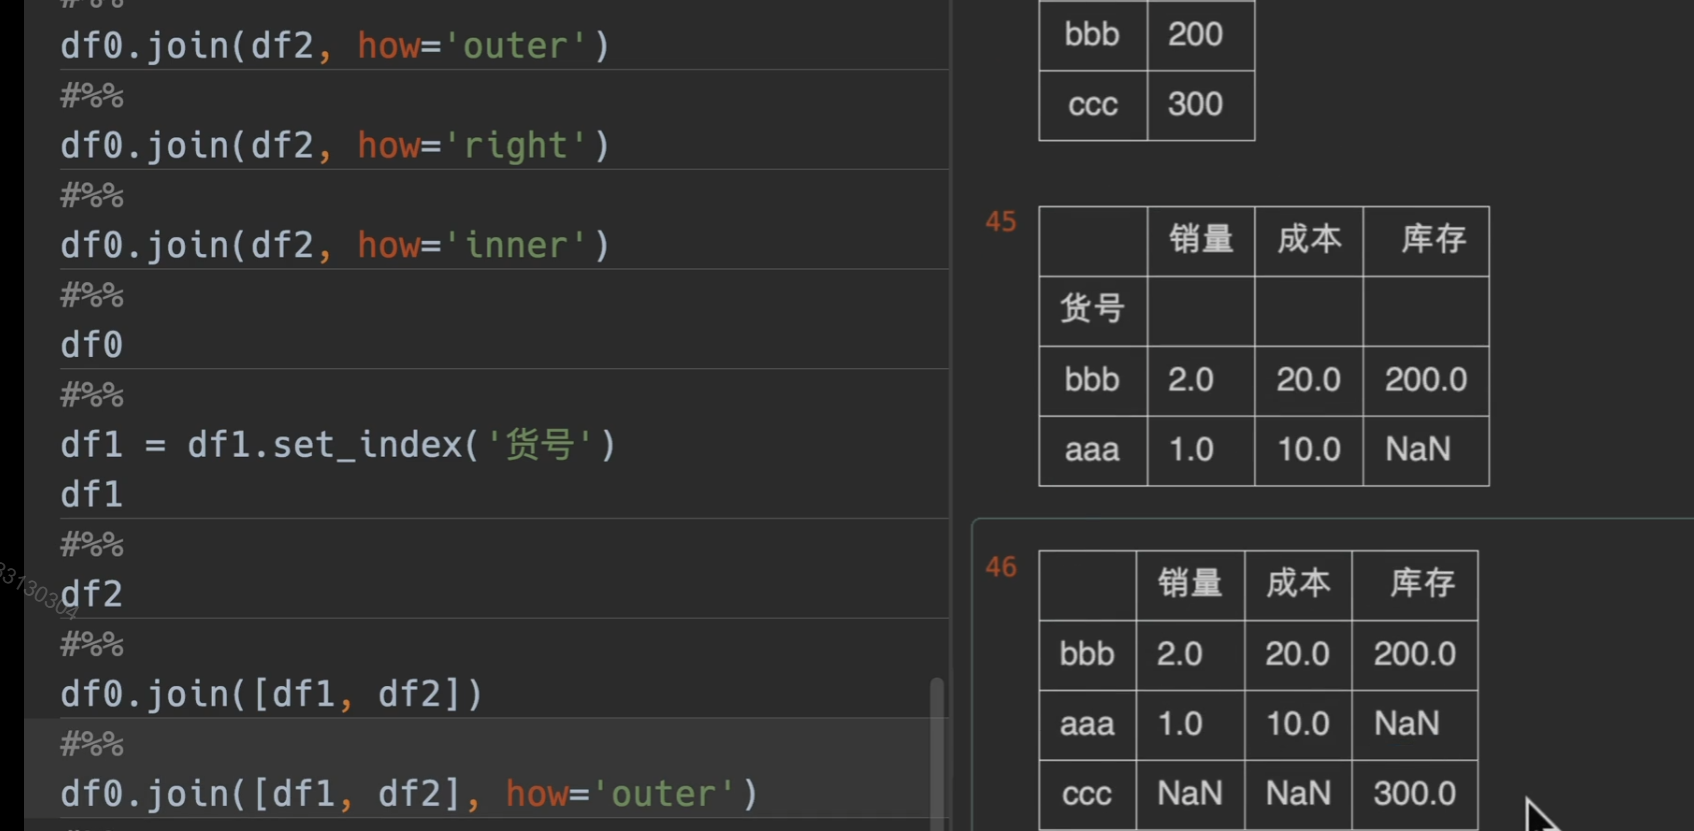 #%%
df0.join(df2, how='outer')
#%%
df0.join(df2, how='right')
#%%
df0.join(df2, how='inner')
#%%
df0
#%%
df1 = df1.set_index('货号')
df1
#%%
df2
#%%
df0.join([df1, df2])
#%%
df0.join([df1, df2], how='outer')
bbb 200
ccc 300
45
销量 成本 库存
货号
bbb 2.0 20.0 200.0
aaa 1.0 10.0 NaN
46
销量 成本 库存
bbb 2.0 20.0 200.0
aaa 1.0 10.0 NaN
ccc NaN NaN 300.0